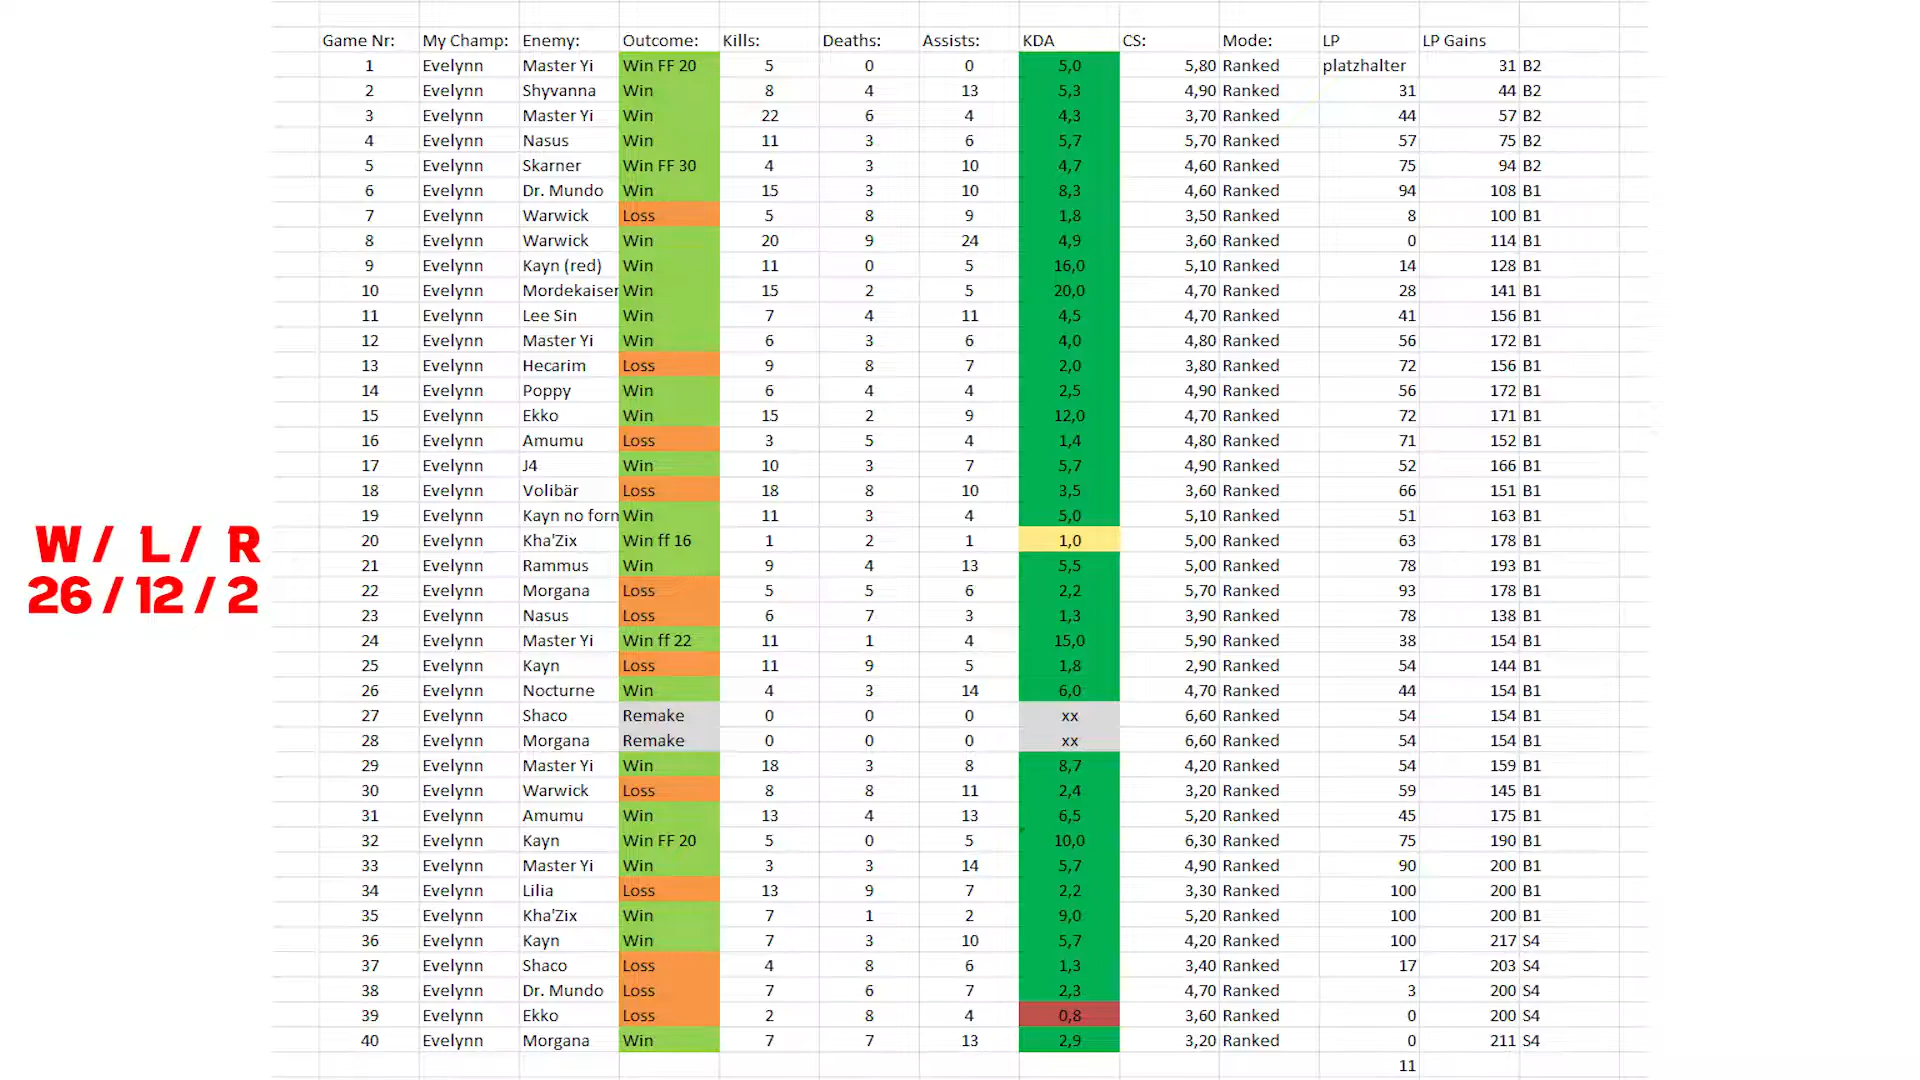 Game Nr: My Champ: Enemy: Outcome: Kills: Deaths: Assists: KDA CS: Mode: LP LP Gains
1 Evelynn Master Yi Win FF 20 5 0 0 5,0 5,80 Ranked platzhalter 31 B2
2 Evelynn Shyvanna Win 8 4 13 5,3 4,90 Ranked 31 44 B2
3 Evelynn Master Yi Win 22 6 4 4,3 3,70 Ranked 44 57 B2
4 Evelynn Nasus Win 11 3 6 5,7 5,70 Ranked 57 75 B2
5 Evelynn Skarner Win FF 30 4 3 10 4,7 4,60 Ranked 75 94 B2
6 Evelynn Dr. Mundo Win 15 3 10 8,3 4,60 Ranked 94 108 B1
7 Evelynn Warwick Loss 5 8 9 1,8 3,50 Ranked 8 100 B1
8 Evelynn Warwick Win 20 9 24 4,9 3,60 Ranked 0 114 B1
9 Evelynn Kayn (red) Win 11 0 5 16,0 5,10 Ranked 14 128 B1
10 Evelynn Mordekaiser Win 15 2 5 20,0 4,70 Ranked 28 141 B1
11 Evelynn Lee Sin Win 7 4 11 4,5 4,70 Ranked 41 156 B1
12 Evelynn Master Yi Win 6 3 6 4,0 4,80 Ranked 56 172 B1
13 Evelynn Hecarim Loss 9 8 7 2,0 3,80 Ranked 72 156 B1
14 Evelynn Poppy Win 6 4 4 2,5 4,90 Ranked 56 172 B1
15 Evelynn Ekko Win 15 2 9 12,0 4,70 Ranked 72 171 B1
16 Evelynn Amumu Loss 3 5 4 1,4 4,80 Ranked 71 152 B1
17 Evelynn J4 Win 10 3 7 5,7 4,90 Ranked 52 166 B1
18 Evelynn Volibär Loss 18 8 10 3,5 3,60 Ranked 66 151 B1
19 Evelynn Kayn no forn Win 11 3 4 5,0 5,10 Ranked 51 163 B1
20 Evelynn Kha'Zix Win ff 16 1 2 1 1,0 5,00 Ranked 63 178 B1
21 Evelynn Rammus Win 9 4 13 5,5 5,00 Ranked 78 193 B1
22 Evelynn Morgana Loss 5 5 6 2,2 5,70 Ranked 93 178 B1
23 Evelynn Nasus Loss 6 7 3 1,3 3,90 Ranked 78 138 B1
24 Evelynn Master Yi Win ff 22 11 1 4 15,0 5,90 Ranked 38 154 B1
25 Evelynn Kayn Loss 11 9 5 1,8 2,90 Ranked 54 144 B1
26 Evelynn Nocturne Win 4 3 14 6,0 4,70 Ranked 44 154 B1
27 Evelynn Shaco Remake 0 0 0 xx 6,60 Ranked 54 154 B1
28 Evelynn Morgana Remake 0 0 0 xx 6,60 Ranked 54 154 B1
29 Evelynn Master Yi Win 18 3 8 8,7 4,20 Ranked 54 159 B1
30 Evelynn Warwick Loss 8 8 11 2,4 3,20 Ranked 59 145 B1
31 Evelynn Amumu Win 13 4 13 6,5 5,20 Ranked 45 175 B1
32 Evelynn Kayn Win FF 20 5 0 5 10,0 6,30 Ranked 75 190 B1
33 Evelynn Master Yi Win 3 3 14 5,7 4,90 Ranked 90 200 B1
34 Evelynn Lilia Loss 13 9 7 2,2 3,30 Ranked 100 200 B1
35 Evelynn Kha'Zix Win 7 1 2 9,0 5,20 Ranked 100 200 B1
36 Evelynn Kayn Win 7 3 10 5,7 4,20 Ranked 100 217 S4
37 Evelynn Shaco Loss 4 8 6 1,3 3,40 Ranked 17 203 S4
38 Evelynn Dr. Mundo Loss 7 6 7 2,3 4,70 Ranked 3 200 S4
39 Evelynn Ekko Loss 2 8 4 0,8 3,60 Ranked 0 200 S4
40 Evelynn Morgana Win 7 7 13 2,9 3,20 Ranked 0 211 S4
11
W / L / R
26 / 12 / 2